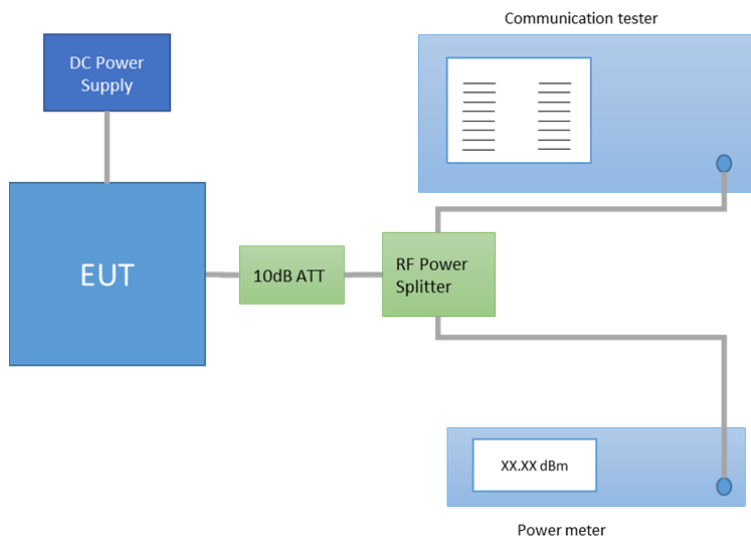 Communication tester
DC Power
Supply
EUT
10dB ATT
RF Power
Splitter
XX.XX dBm
Power meter